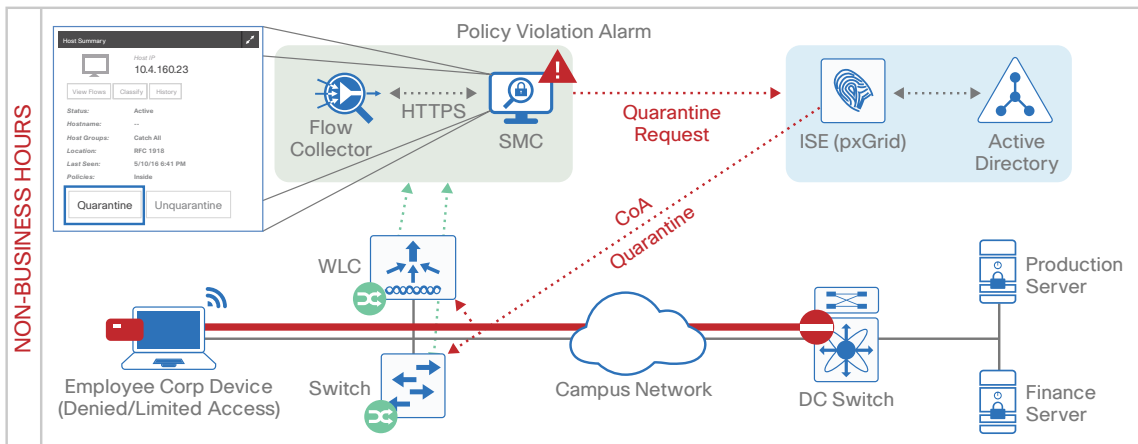 NON-BUSINESS HOURS
Policy Violation Alarm
Host Summary
Host IP
10.4.160.23
View Flows Classify History
Status: Active
Hostname: --
Host Groups: Catch All
Location: RFC 1918
Last Seen: 5/10/16 6:41 PM
Policies: Inside
Quarantine Unquarantine
HTTPS
Flow
Collector
SMC
Quarantine
Request
ISE (pxGrid)
Active
Directory
CoA
Quarantine
WLC
Production
Server
Employee Corp Device
(Denied/Limited Access)
Switch
Campus Network
DC Switch
Finance
Server